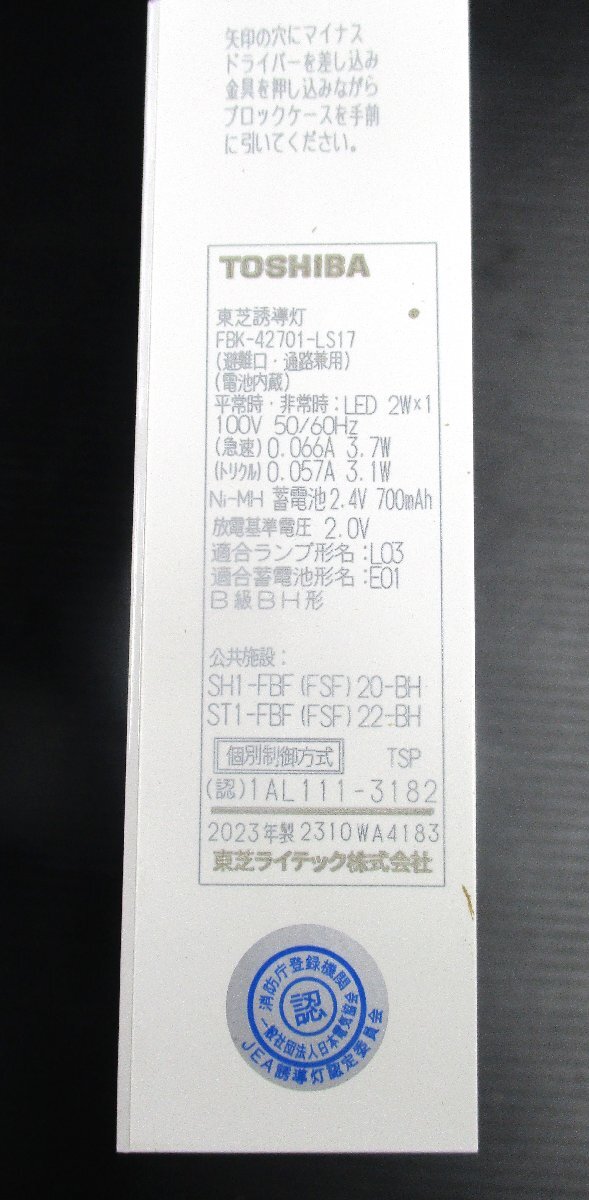 矢印の穴にマイナス
ドライバーを差し込み
金具を押し込みながら
ブロックケースを手前
に引いてください。
TOSHIBA
東芝誘導灯
FBK-42701-LS17
(避難口・通路兼用)
(電池内蔵)
平常時・非常時:LED 2W×1
100V 50/60Hz
(急速)0.066A 3.7W
(トリクル)0.057A 3.1W
Ni-MH 蓄電池2.4V 700mAh
放電基準電圧 2.0V
適合ランプ形名:L03
適合蓄電池形名:E01
B級BH形
公共施設:
SH1-FBF(FSF)20-BH
ST1-FBF(FSF)22-BH
個別制御方式 TSP
(認)1AL111-3182
2023年製 2310WA4183
東芝ライテック株式会社
消防庁登録機関
認
一般社団法人日本電気協会
JEA誘導灯認定委員会